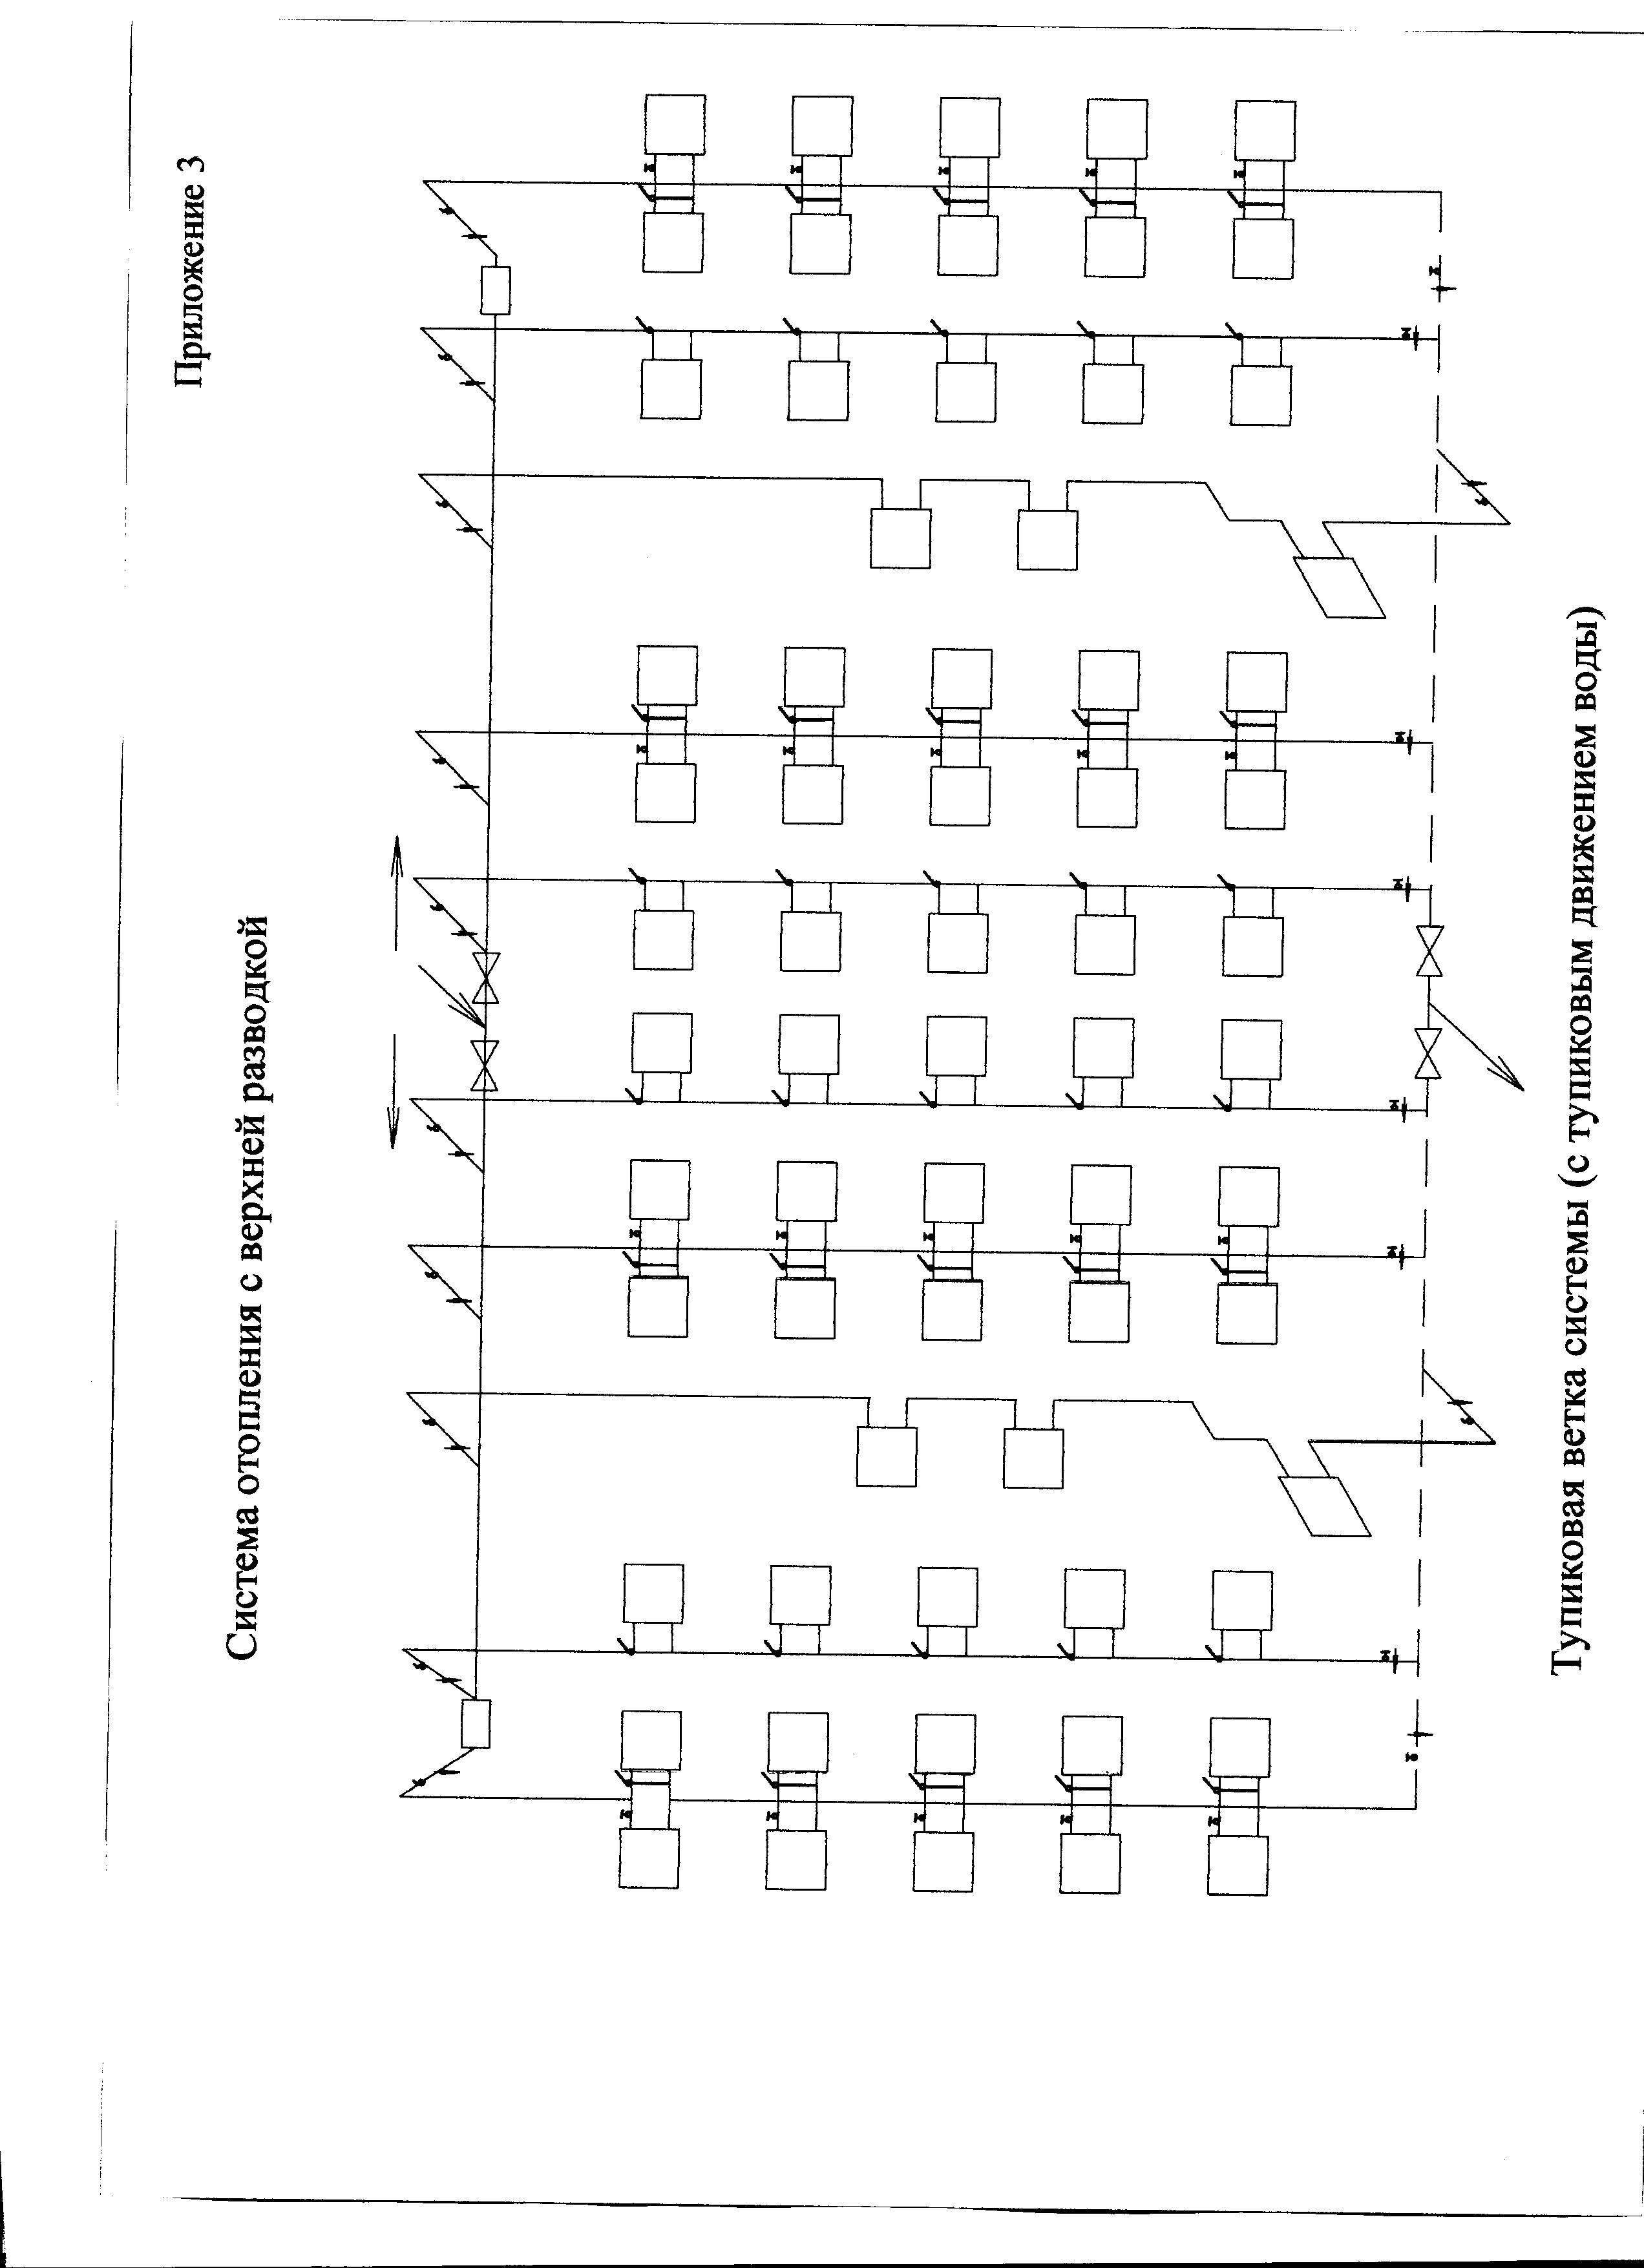 Приложение 3
Система отопления с верхней разводкой
Тупиковая ветка системы (с тупиковым движением воды)